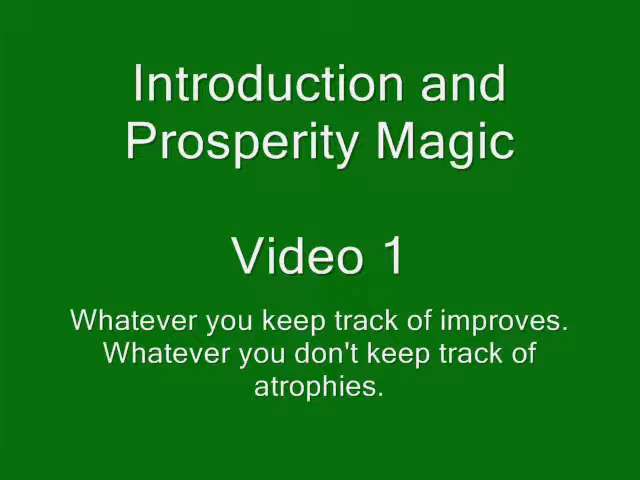 Introduction and
Prosperity Magic
Video 1
Whatever you keep track of improves.
Whatever you don't keep track of
atrophies.